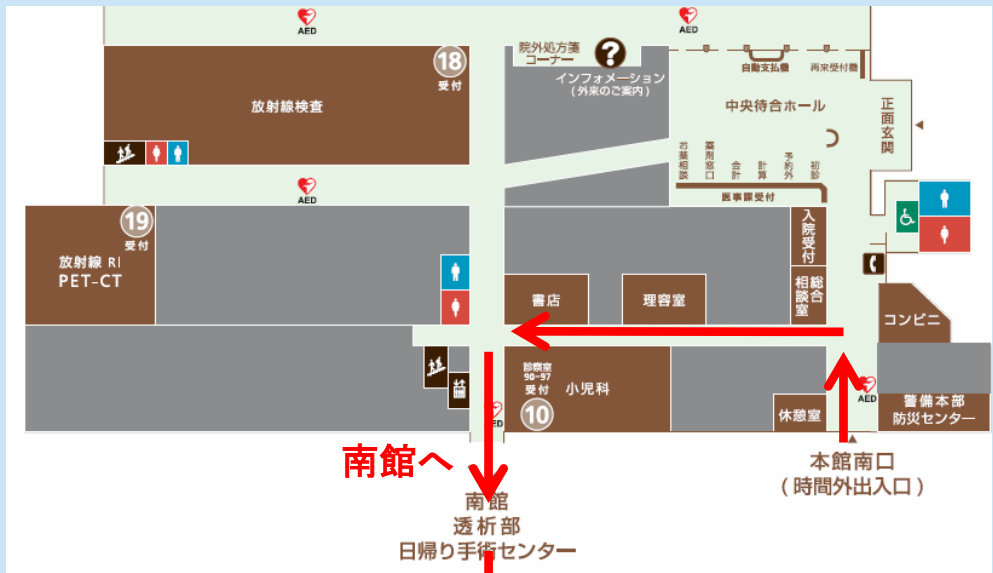 AED
AED
18
受付
放射線検査
院外処方箋
コーナー
?
インフォメーション
(外来のご案内)
自動支払機
再来受付機
中央待合ホール
正面玄関
お薬相談
薬剤窓口
会計
計算
予約外
初診
医事課受付
AED
19
受付
放射線 RI
PET-CT
入院受付
総合
相談室
書店
理容室
コンビニ
診察室
90-97
受付
10
小児科
休憩室
AED
AED
警備本部
防災センター
南館へ
本館南口
(時間外出入口)
南館
透析部
日帰り手術センター